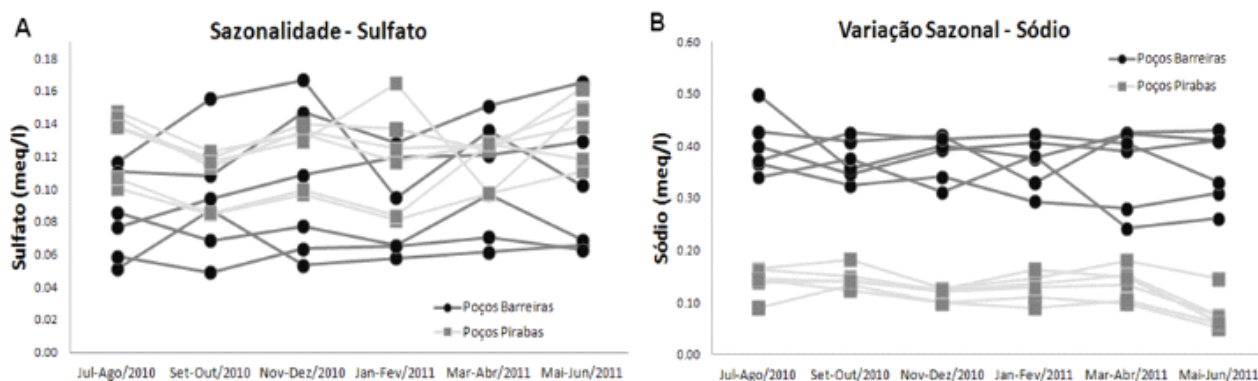 A
Sazonalidade - Sulfato
Sulfato (meq/l)
0.18
0.16
0.14
0.12
0.10
0.08
0.06
0.04
0.02
0.00
Poços Barreiras
Poços Pirabas
Jul-Ago/2010 Set-Out/2010 Nov-Dez/2010 Jan-Fev/2011 Mar-Abr/2011 Mai-Jun/2011
B
Variação Sazonal - Sódio
Sódio (meq/l)
0.60
0.50
0.40
0.30
0.20
0.10
0.00
Poços Barreiras
Poços Pirabas
Jul-Ago/2010 Set-Out/2010 Nov-Dez/2010 Jan-Fev/2011 Mar-Abr/2011 Mai-Jun/2011